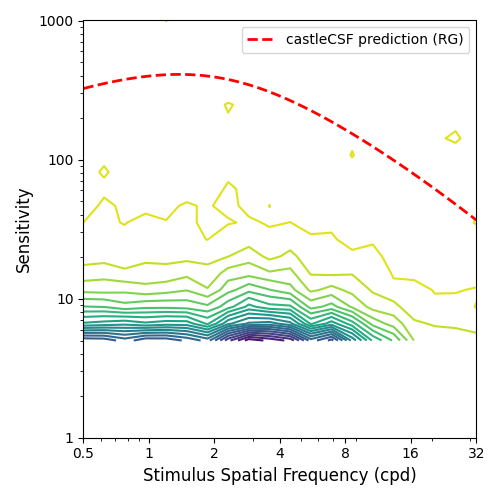 1000
castleCSF prediction (RG)
100
10
1
Sensitivity
0.5 1 2 4 8 16 32
Stimulus Spatial Frequency (cpd)